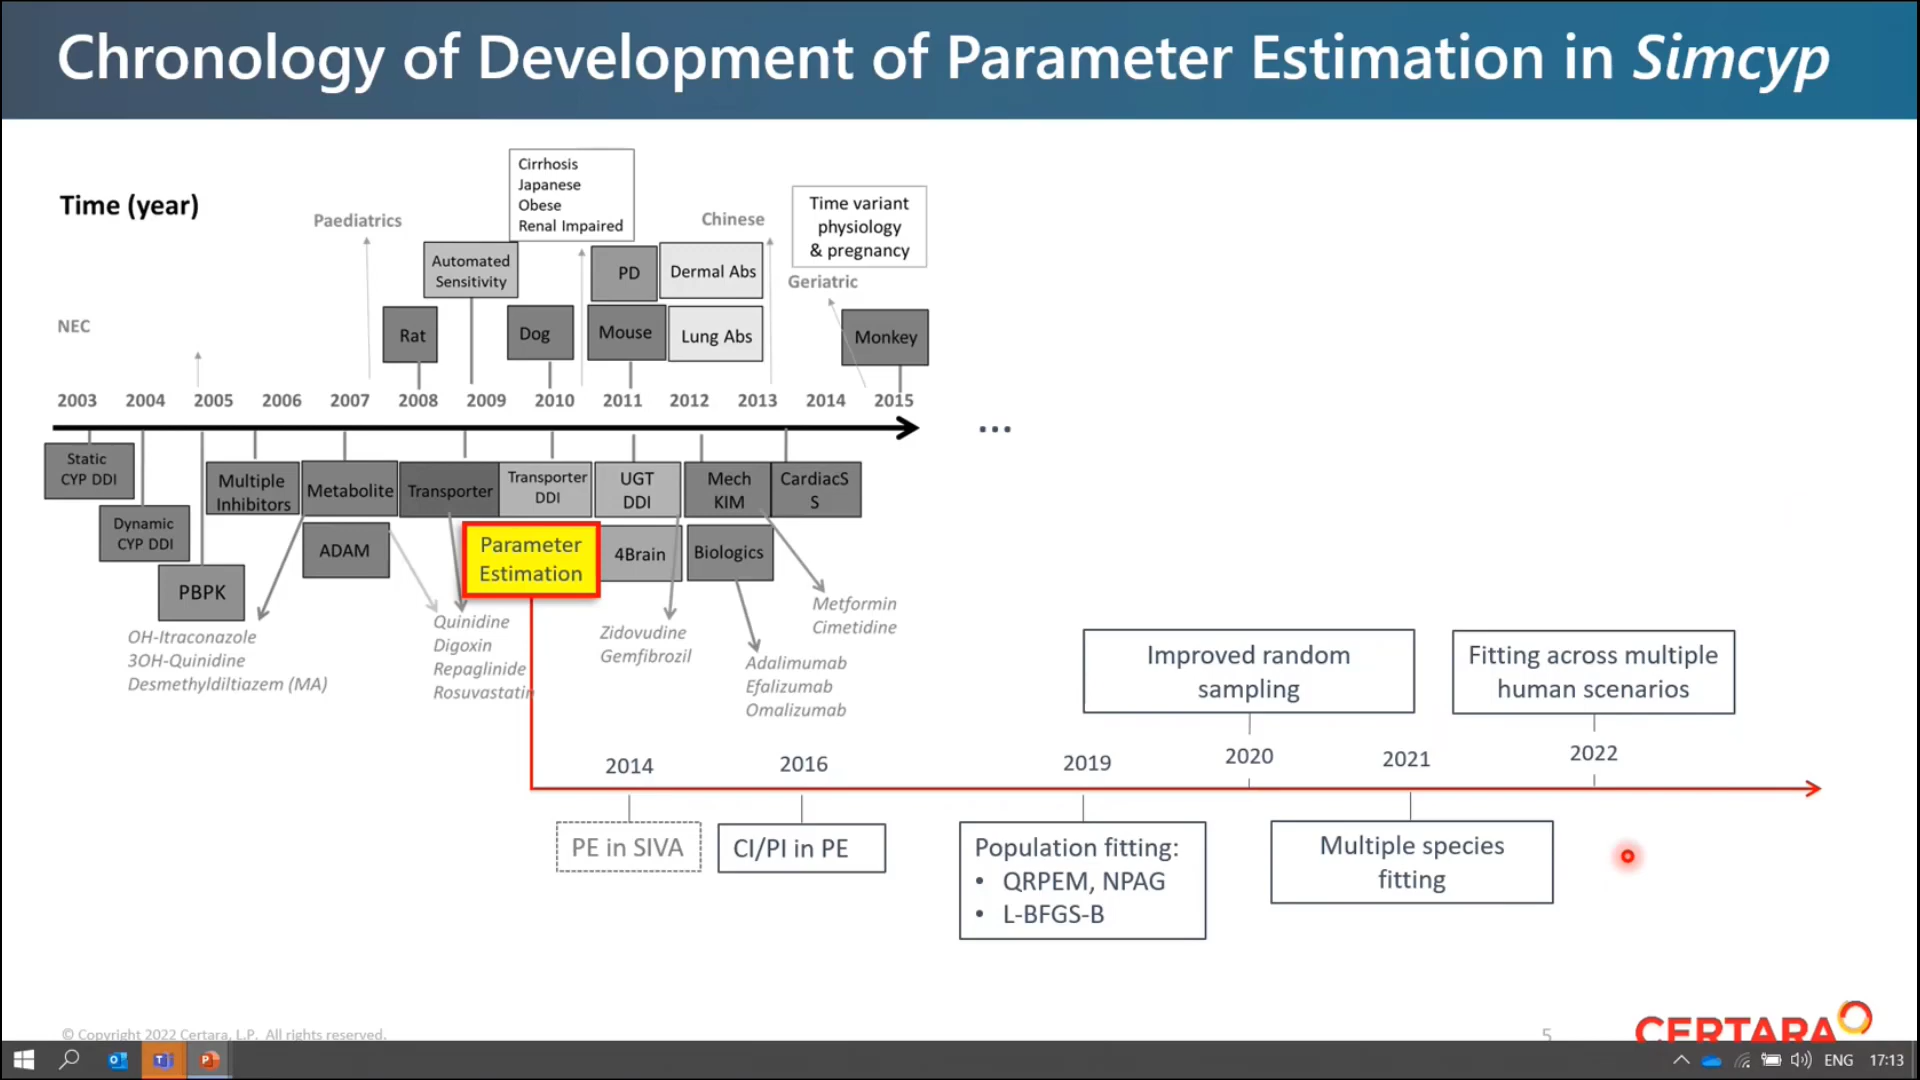 Chronology of Development of Parameter Estimation in Simcyp
Time (year)
NEC
Paediatrics
Cirrhosis
Japanese
Obese
Renal Impaired
Chinese
Time variant
physiology
& pregnancy
Geriatric
Automated
Sensitivity
PD
Dermal Abs
Rat
Dog
Mouse
Lung Abs
Monkey
2003 2004 2005 2006 2007 2008 2009 2010 2011 2012 2013 2014 2015
...
Static
CYP DDI
Dynamic
CYP DDI
PBPK
Multiple
Inhibitors
Metabolite
ADAM
Transporter
Transporter
DDI
UGT
DDI
Mech
KIM
CardiacS
S
Parameter
Estimation
4Brain
Biologics
OH-Itraconazole
3OH-Quinidine
Desmethyldiltiazem (MA)
Quinidine
Digoxin
Repaglinide
Rosuvastatin
Zidovudine
Gemfibrozil
Adalimumab
Efalizumab
Omalizumab
Metformin
Cimetidine
Improved random
sampling
Fitting across multiple
human scenarios
2014 2016 2019 2020 2021 2022
PE in SIVA
CI/PI in PE
Population fitting:
• QRPEM, NPAG
• L-BFGS-B
Multiple species
fitting
© Copyright 2022 Certara, L.P. All rights reserved.
5
CERTARA
ENG 17:13